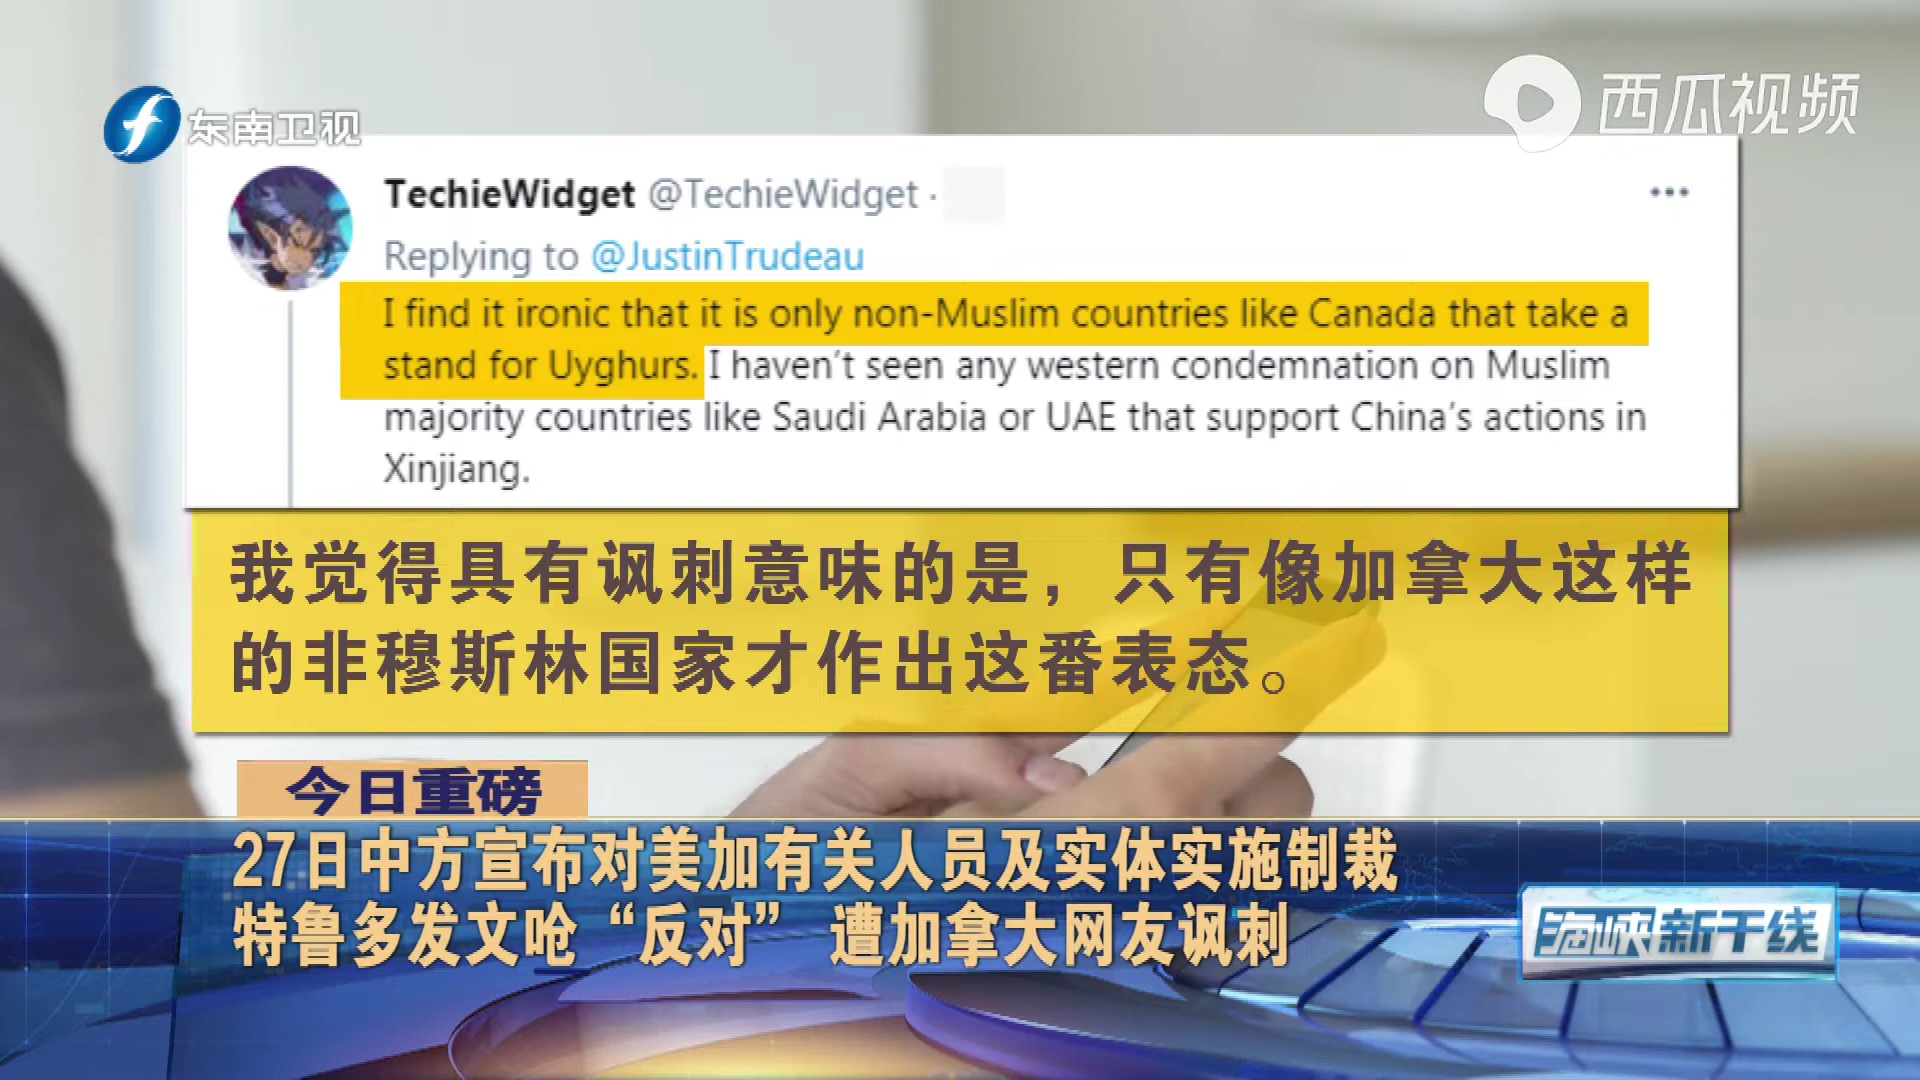 东南卫视
西瓜视频
TechieWidget @TechieWidget ·
Replying to @JustinTrudeau
I find it ironic that it is only non-Muslim countries like Canada that take a
stand for Uyghurs. I haven't seen any western condemnation on Muslim
majority countries like Saudi Arabia or UAE that support China's actions in
Xinjiang.
我觉得具有讽刺意味的是，只有像加拿大这样
的非穆斯林国家才作出这番表态。
今日重磅
27日中方宣布对美加有关人员及实体实施制裁
特鲁多发文呛“反对” 遭加拿大网友讽刺
海峡新干线